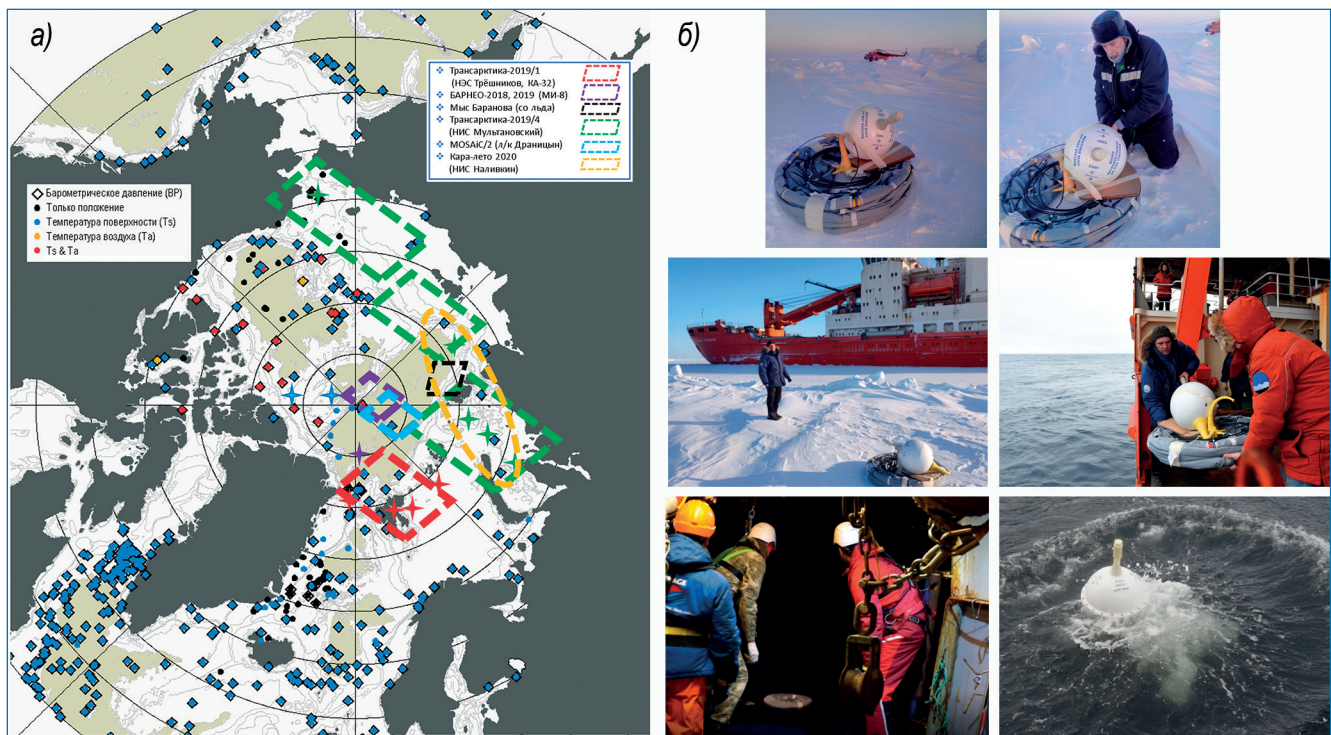 а)
Трансарктика-2019/1
(НЭС Трёшников, КА-32)
БАРНЕО-2018, 2019 (МИ-8)
Мыс Баранова (со льда)
Трансарктика-2019/4
(НИС Мультановский)
MOSAiC/2 (л/к Драницын)
Кара-лето 2020
(НИС Наливкин)
Барометрическое давление (BP)
Только положение
Температура поверхности (Ts)
Температура воздуха (Ta)
Ts & Ta
б)